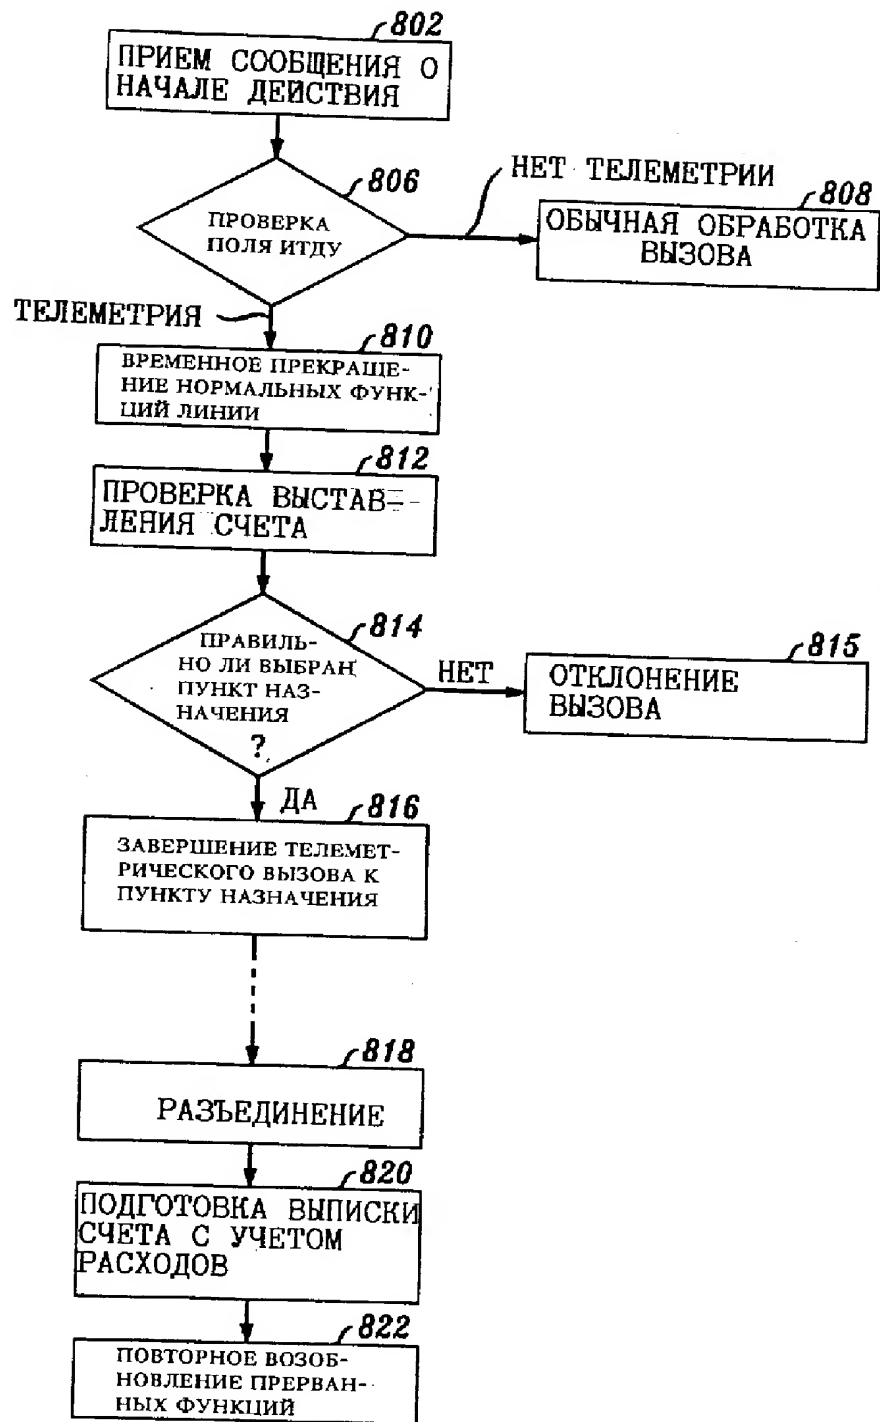 802
ПРИЕМ СООБЩЕНИЯ О
НАЧАЛЕ ДЕЙСТВИЯ
806
ПРОВЕРКА
ПОЛЯ ИТДУ
НЕТ ТЕЛЕМЕТРИИ
808
ОБЫЧНАЯ ОБРАБОТКА
ВЫЗОВА
ТЕЛЕМЕТРИЯ
810
ВРЕМЕННОЕ ПРЕКРАЩЕ-
НИЕ НОРМАЛЬНЫХ ФУНК-
ЦИЙ ЛИНИИ
812
ПРОВЕРКА ВЫСТАВ-
ЛЕНИЯ СЧЕТА
814
ПРАВИЛЬ-
НО ЛИ ВЫБРАН
ПУНКТ НАЗ-
НАЧЕНИЯ
?
НЕТ
815
ОТКЛОНЕНИЕ
ВЫЗОВА
ДА
816
ЗАВЕРШЕНИЕ ТЕЛЕМЕТ-
РИЧЕСКОГО ВЫЗОВА К
ПУНКТУ НАЗНАЧЕНИЯ
818
РАЗЪЕДИНЕНИЕ
820
ПОДГОТОВКА ВЫПИСКИ
СЧЕТА С УЧЕТОМ
РАСХОДОВ
822
ПОВТОРНОЕ ВОЗОБ-
НОВЛЕНИЕ ПРЕРВАН-
НЫХ ФУНКЦИЙ